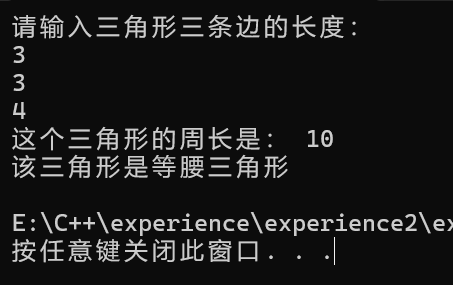 请输入三角形三条边的长度:
3
3
4
这个三角形的周长是: 10
该三角形是等腰三角形
E:\C++\experience\experience2\ex
按任意键关闭此窗口. . .